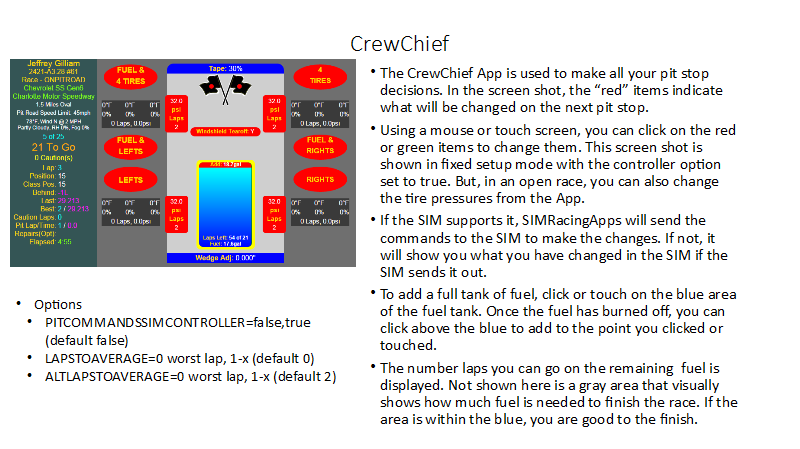 CrewChief
Jeffrey Gilliam
2421-A3.28 #61
Race - ONPITROAD
Chevrolet SS Gen6
Charlotte Motor Speedway
1.5 Miles Oval
Pit Road Speed Limit: 45mph
78°F, Wind N @ 2 MPH
Partly Cloudy, RH 0%, Fog 0%
5 of 25
21 To Go
0 Caution(s)
Lap: 3
Position: 15
Class Pos: 15
Behind: -1L
Last: 29.213
Best: 2 / 29.213
Caution Laps: 0
Pit Lap/Time: 1 / 0.0
Repairs(Opt):
Elapsed: 4:55
FUEL &
4 TIRES
Tape: 30%
4
TIRES
0°F 0°F 0°F
0% 0% 0%
0 Laps, 0.0psi
32.0
psi
Laps
2
32.0
psi
Laps
2
0°F 0°F 0°F
0% 0% 0%
0 Laps, 0.0psi
Windshield Tearoff: Y
FUEL &
LEFTS
FUEL &
RIGHTS
LEFTS
RIGHTS
0°F 0°F 0°F
0% 0% 0%
0 Laps, 0.0psi
32.0
psi
Laps
2
32.0
psi
Laps
2
0°F 0°F 0°F
0% 0% 0%
0 Laps, 0.0psi
Laps Left: 54 of 21
Fuel: 17.6gal
Wedge Adj: 0.000"
• Options
• PITCOMMANDSSIMCONTROLLER=false,true
(default false)
• LAPSTOAVERAGE=0 worst lap, 1-x (default 0)
• ALTLAPSTOAVERAGE=0 worst lap, 1-x (default 2)
• The CrewChief App is used to make all your pit stop
decisions. In the screen shot, the “red” items indicate
what will be changed on the next pit stop.
• Using a mouse or touch screen, you can click on the red
or green items to change them. This screen shot is
shown in fixed setup mode with the controller option
set to true. But, in an open race, you can also change
the tire pressures from the App.
• If the SIM supports it, SIMRacingApps will send the
commands to the SIM to make the changes. If not, it
will show you what you have changed in the SIM if the
SIM sends it out.
• To add a full tank of fuel, click or touch on the blue area
of the fuel tank. Once the fuel has burned off, you can
click above the blue to add to the point you clicked or
touched.
• The number laps you can go on the remaining fuel is
displayed. Not shown here is a gray area that visually
shows how much fuel is needed to finish the race. If the
area is within the blue, you are good to the finish.